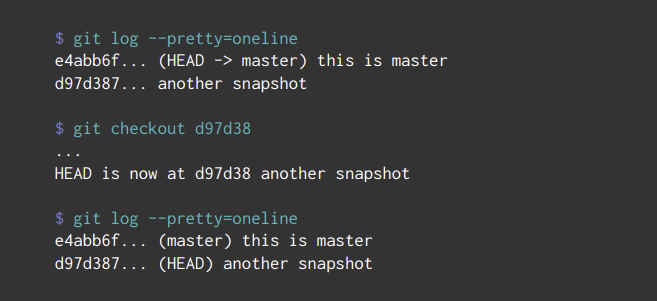 $ git log --pretty=oneline
e4abb6f... (HEAD -> master) this is master
d97d387... another snapshot
$ git checkout d97d38
...
HEAD is now at d97d38 another snapshot
$ git log --pretty=oneline
e4abb6f... (master) this is master
d97d387... (HEAD) another snapshot